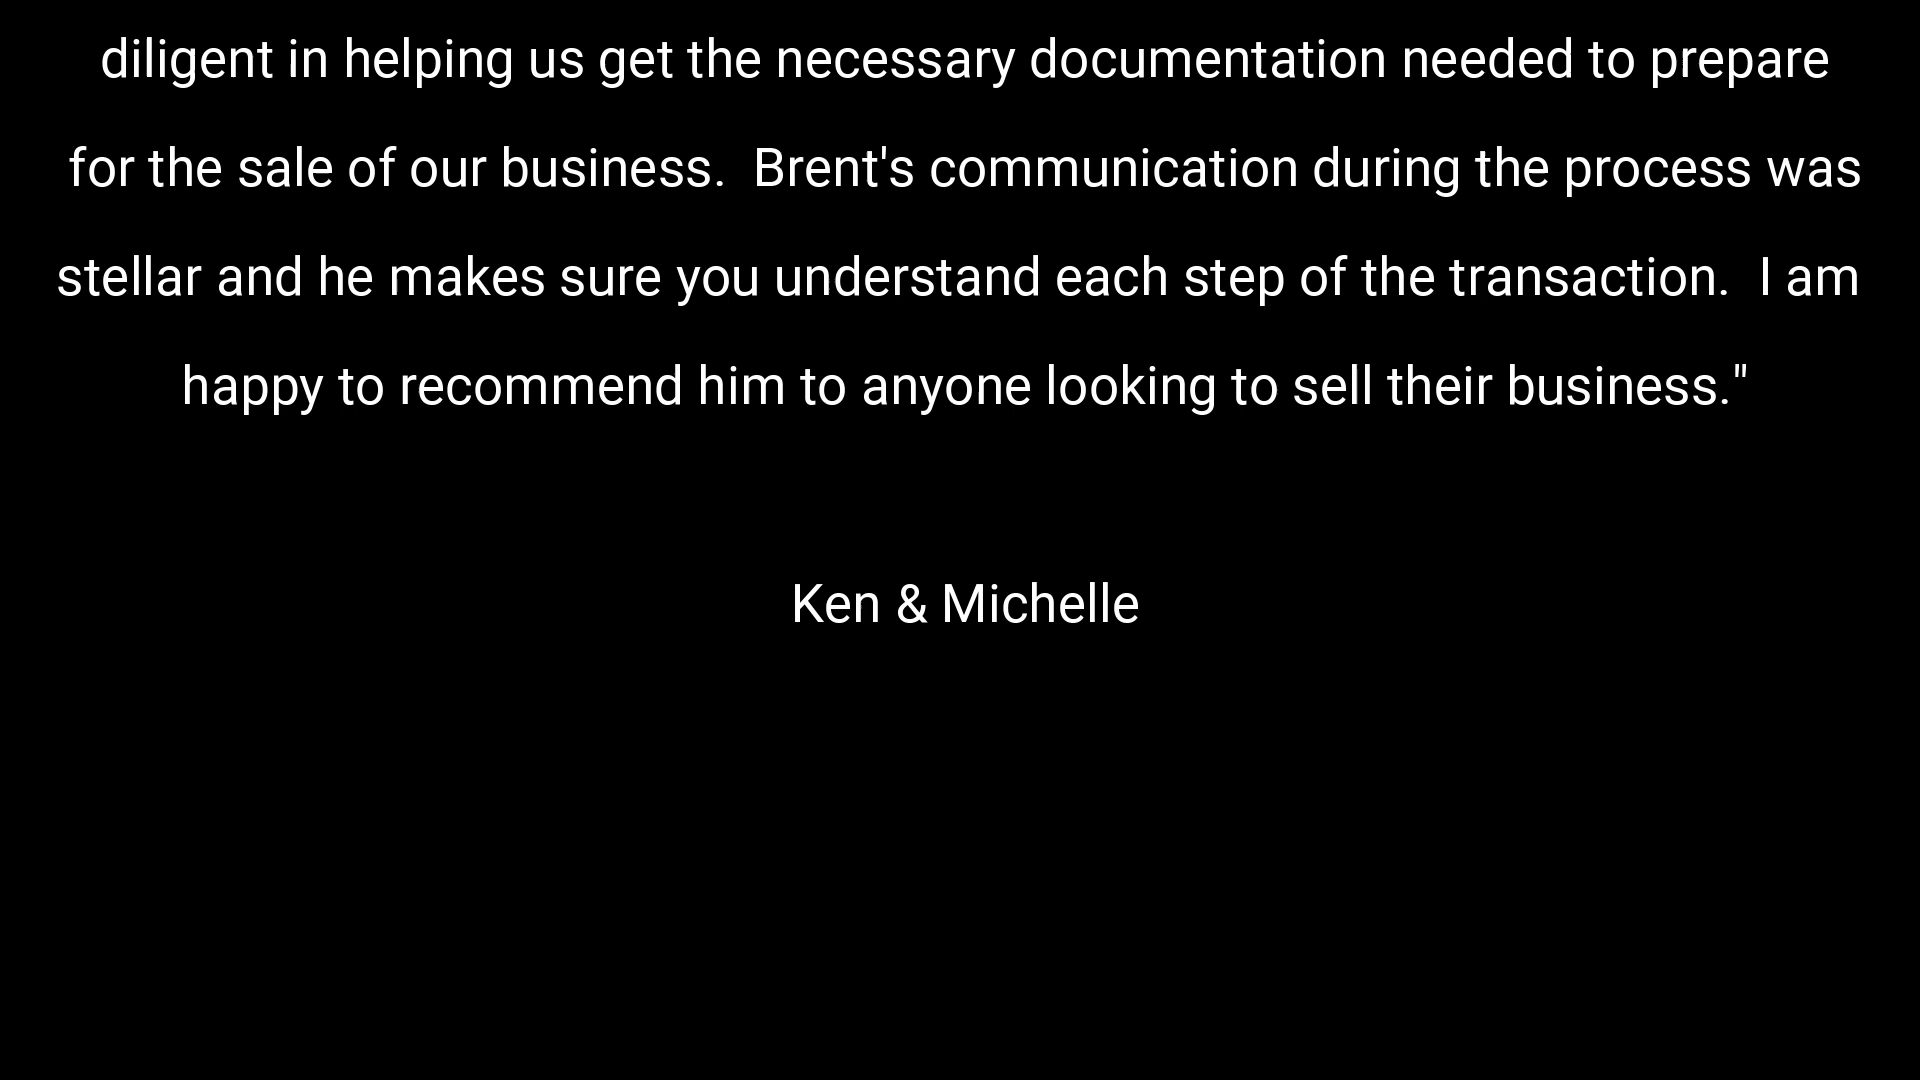 diligent in helping us get the necessary documentation needed to prepare
for the sale of our business.  Brent's communication during the process was
stellar and he makes sure you understand each step of the transaction.  I am
happy to recommend him to anyone looking to sell their business."
Ken & Michelle